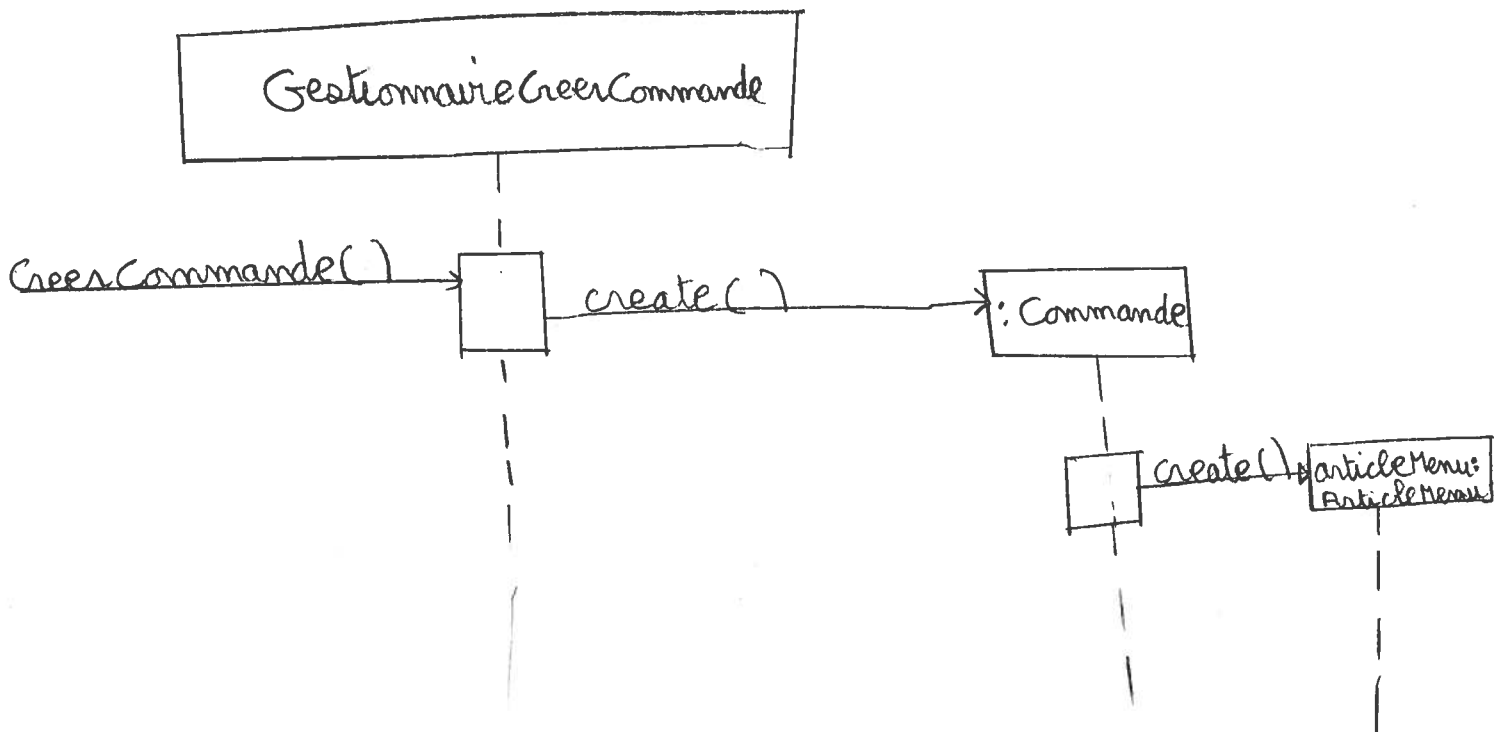 GestionnaireCreerCommande
CreerCommande()
create()
: Commande
create()
articleMenu:
ArticleMenu